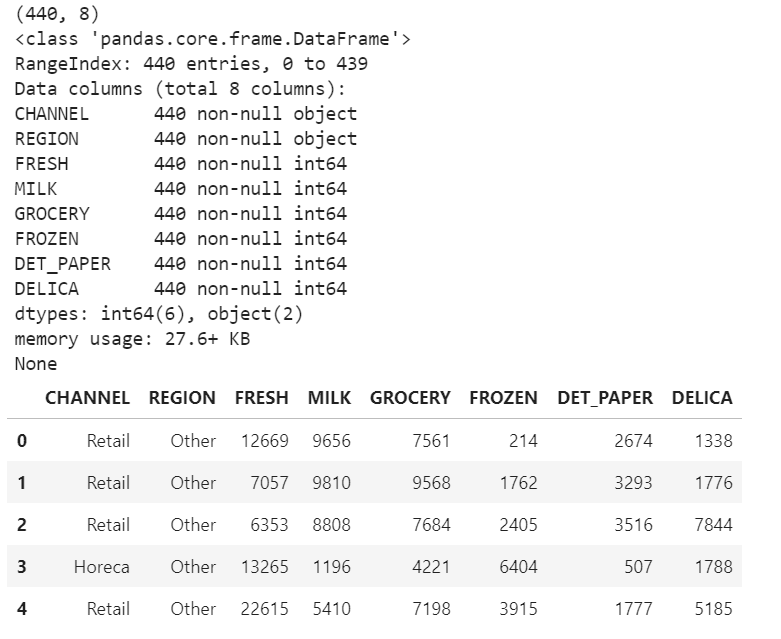 (440, 8)
<class 'pandas.core.frame.DataFrame'>
RangeIndex: 440 entries, 0 to 439
Data columns (total 8 columns):
CHANNEL      440 non-null object
REGION       440 non-null object
FRESH        440 non-null int64
MILK         440 non-null int64
GROCERY      440 non-null int64
FROZEN       440 non-null int64
DET_PAPER    440 non-null int64
DELICA       440 non-null int64
dtypes: int64(6), object(2)
memory usage: 27.6+ KB
None
CHANNEL REGION FRESH MILK GROCERY FROZEN DET_PAPER DELICA
0 Retail Other 12669 9656 7561 214 2674 1338
1 Retail Other 7057 9810 9568 1762 3293 1776
2 Retail Other 6353 8808 7684 2405 3516 7844
3 Horeca Other 13265 1196 4221 6404 507 1788
4 Retail Other 22615 5410 7198 3915 1777 5185